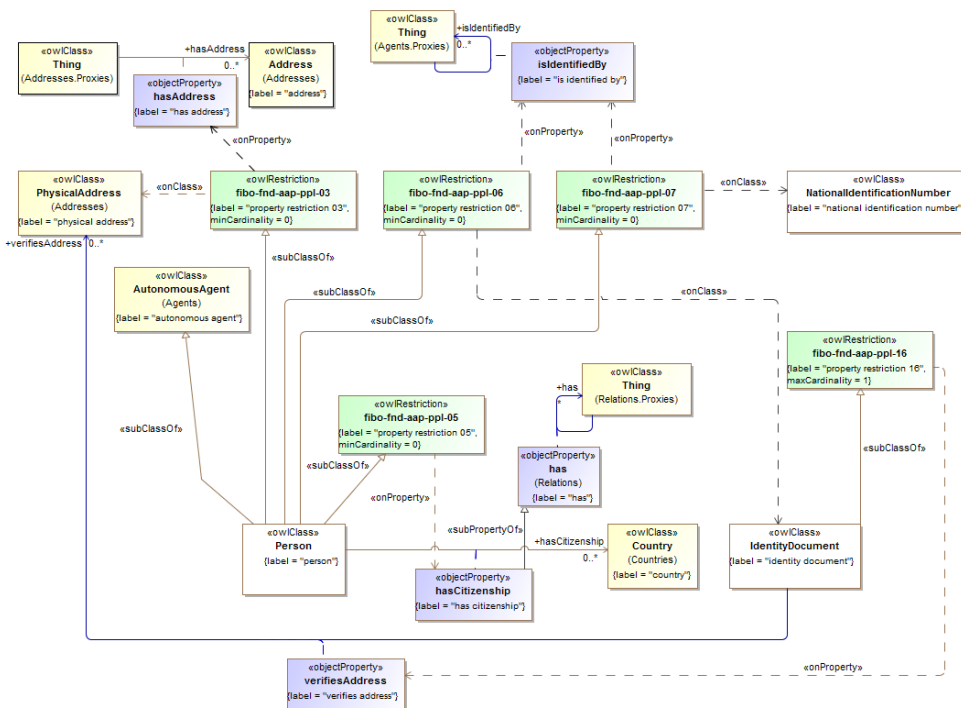 «owlClass»
Thing
(Addresses.Proxies)
+hasAddress
0..*
«owlClass»
Address
(Addresses)
{label = "address"}
«objectProperty»
hasAddress
{label = "has address"}
«owlClass»
Thing
(Agents.Proxies)
+isIdentifiedBy
0..*
«objectProperty»
isIdentifiedBy
{label = "is identified by"}
«onProperty»
«onProperty»
«onProperty»
«owlClass»
PhysicalAddress
(Addresses)
{label = "physical address"}
+verifiesAddress
0..*
«onClass»
«owlRestriction»
fibo-fnd-aap-ppl-03
{label = "property restriction 03",
minCardinality = 0}
«owlRestriction»
fibo-fnd-aap-ppl-06
{label = "property restriction 06",
minCardinality = 0}
«owlRestriction»
fibo-fnd-aap-ppl-07
{label = "property restriction 07",
minCardinality = 0}
«onClass»
«owlClass»
NationalIdentificationNumber
{label = "national identification number"}
«subClassOf»
«owlClass»
AutonomousAgent
(Agents)
{label = "autonomous agent"}
«subClassOf»
«onClass»
«subClassOf»
«owlRestriction»
fibo-fnd-aap-ppl-16
{label = "property restriction 16",
maxCardinality = 1}
«owlClass»
Thing
(Relations.Proxies)
+has
*
«owlRestriction»
fibo-fnd-aap-ppl-05
{label = "property restriction 05",
minCardinality = 0}
«subClassOf»
«subClassOf»
«subClassOf»
«objectProperty»
has
(Relations)
{label = "has"}
«onProperty»
«subPropertyOf»
«owlClass»
Person
{label = "person"}
+hasCitizenship
0..*
«owlClass»
Country
(Countries)
{label = "country"}
«owlClass»
IdentityDocument
{label = "identity document"}
«objectProperty»
hasCitizenship
{label = "has citizenship"}
«objectProperty»
verifiesAddress
{label = "verifies address"}
«onProperty»